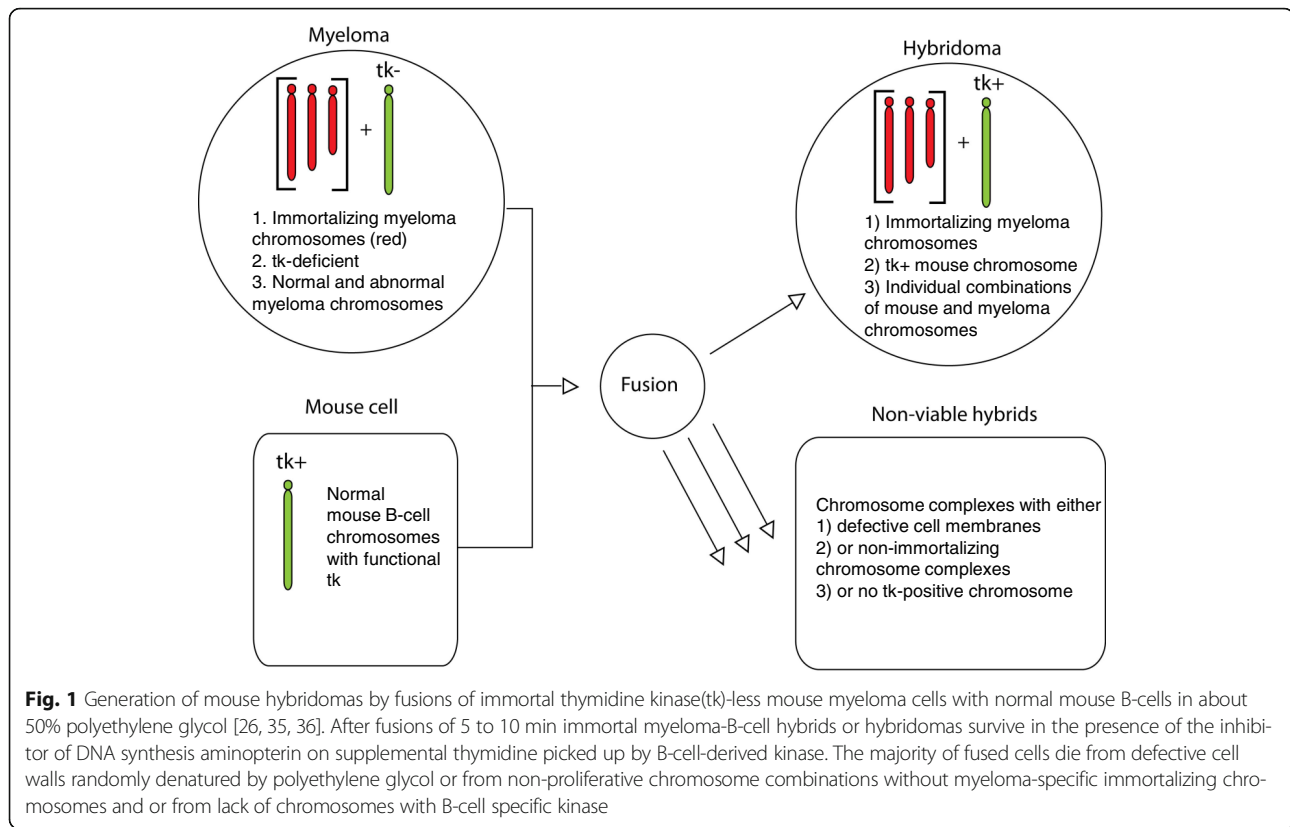 Myeloma
tk-
+
1. Immortalizing myeloma
chromosomes (red)
2. tk-deficient
3. Normal and abnormal
myeloma chromosomes
Mouse cell
tk+
Normal
mouse B-cell
chromosomes
with functional
tk
Fusion
Hybridoma
tk+
+
1) Immortalizing myeloma
chromosomes
2) tk+ mouse chromosome
3) Individual combinations
of mouse and myeloma
chromosomes
Non-viable hybrids
Chromosome complexes with either
1) defective cell membranes
2) or non-immortalizing
chromosome complexes
3) or no tk-positive chromosome
Fig. 1 Generation of mouse hybridomas by fusions of immortal thymidine kinase(tk)-less mouse myeloma cells with normal mouse B-cells in about
50% polyethylene glycol [26, 35, 36]. After fusions of 5 to 10 min immortal myeloma-B-cell hybrids or hybridomas survive in the presence of the inhibi-
tor of DNA synthesis aminopterin on supplemental thymidine picked up by B-cell-derived kinase. The majority of fused cells die from defective cell
walls randomly denatured by polyethylene glycol or from non-proliferative chromosome combinations without myeloma-specific immortalizing chro-
mosomes and or from lack of chromosomes with B-cell specific kinase